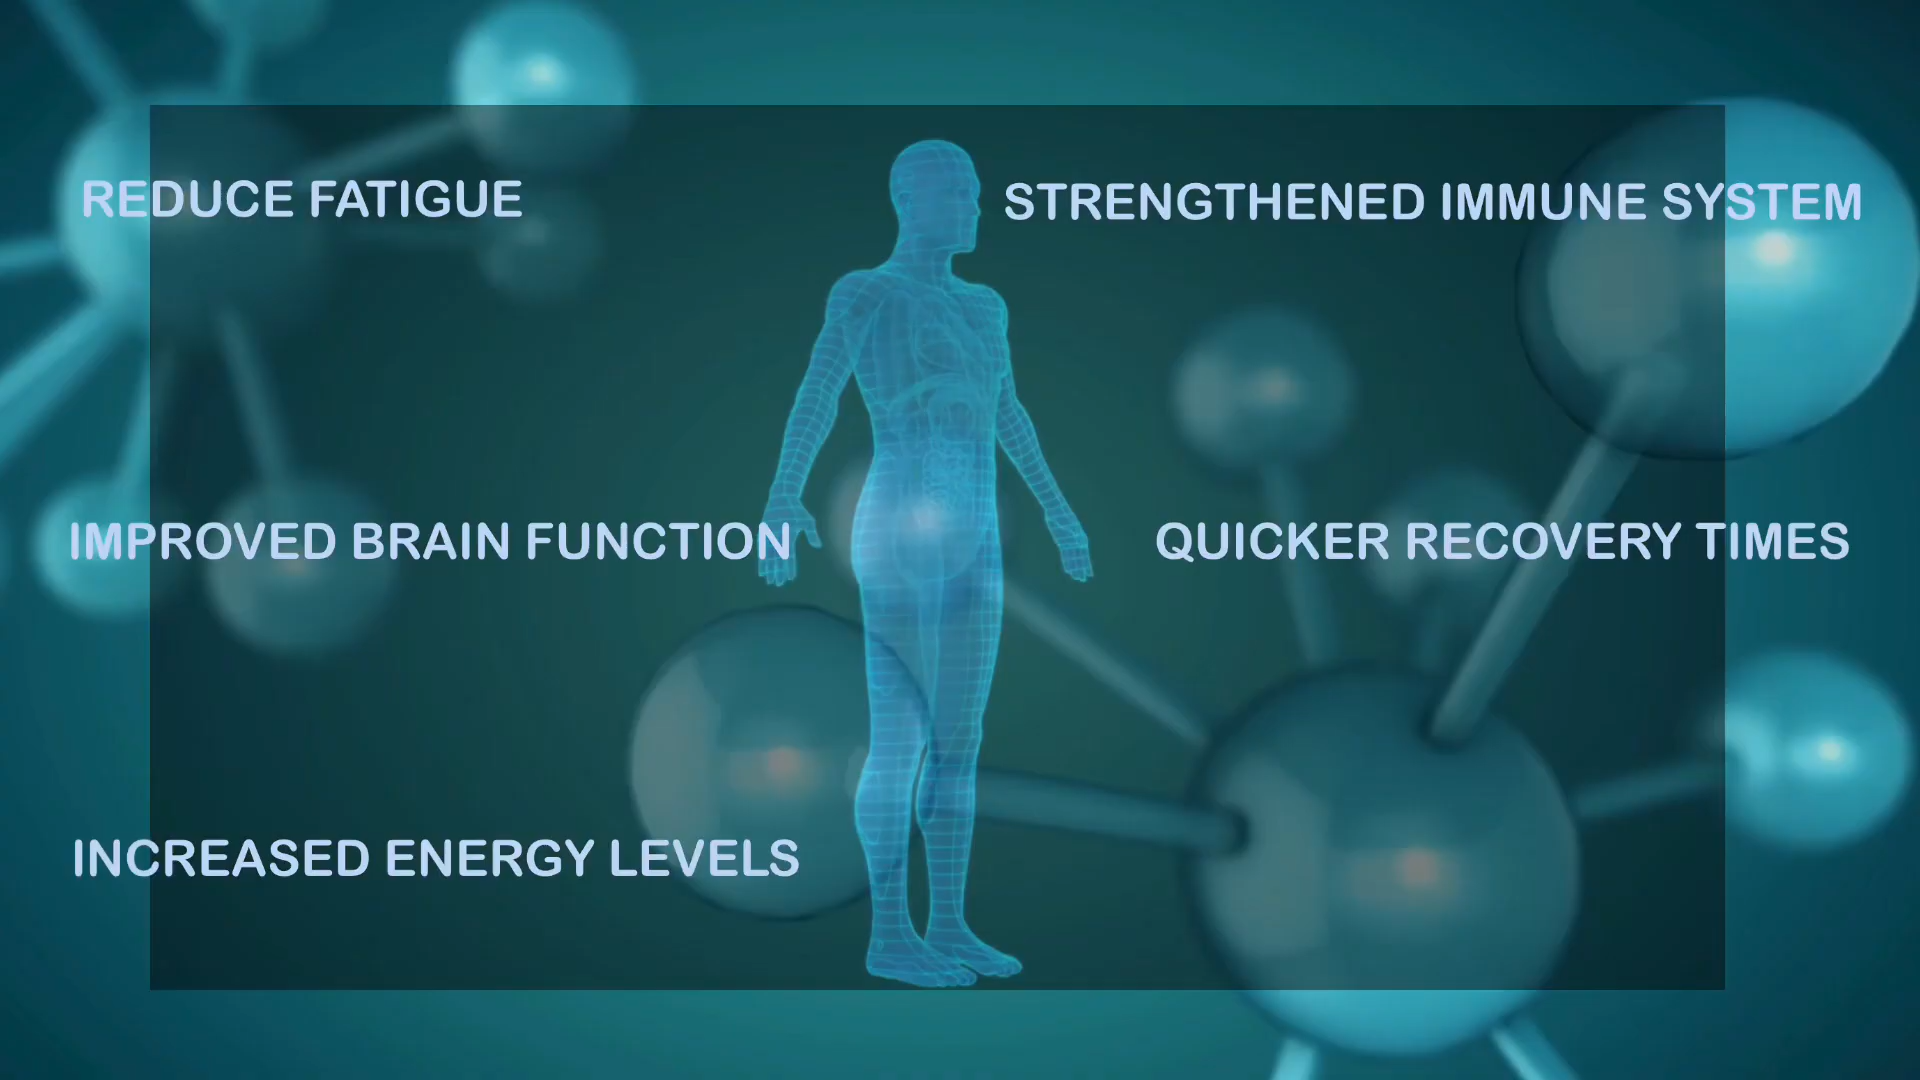 REDUCE FATIGUE
STRENGTHENED IMMUNE SYSTEM
IMPROVED BRAIN FUNCTION
QUICKER RECOVERY TIMES
INCREASED ENERGY LEVELS